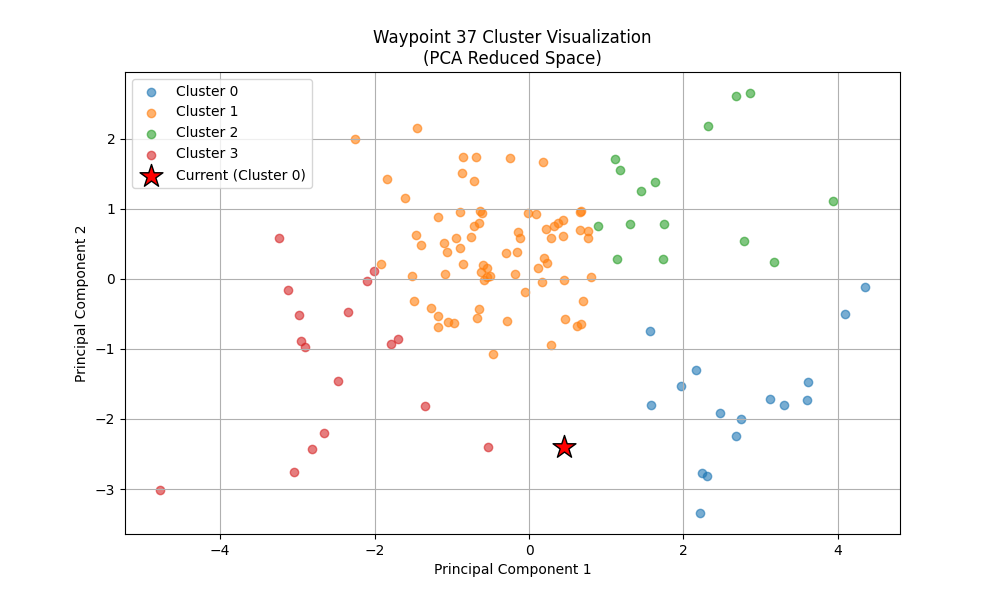 Waypoint 37 Cluster Visualization
(PCA Reduced Space)
Cluster 0
Cluster 1
Cluster 2
Cluster 3
Current (Cluster 0)
Principal Component 2
2
1
0
−1
−2
−3
−4
−2
0
2
4
Principal Component 1